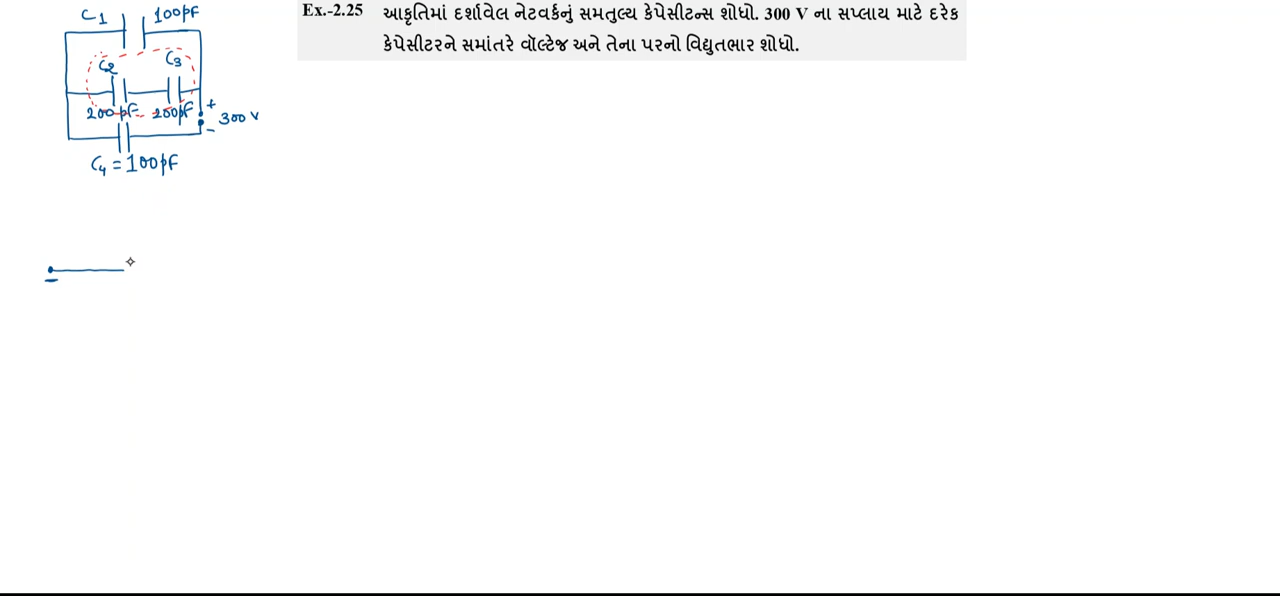 C1 100pF
C2 C3
200pF 200pF
+
300 V
-
C4 = 100pF
Ex.-2.25 આકૃતિમાં દર્શાવેલ નેટવર્કનું સમતુલ્ય કેપેસીટન્સ શોધો. 300 V ના સપ્લાય માટે દરેક
કેપેસીટરને સમાંતરે વૉલ્ટેજ અને તેના પરનો વિદ્યુતભાર શોધો.